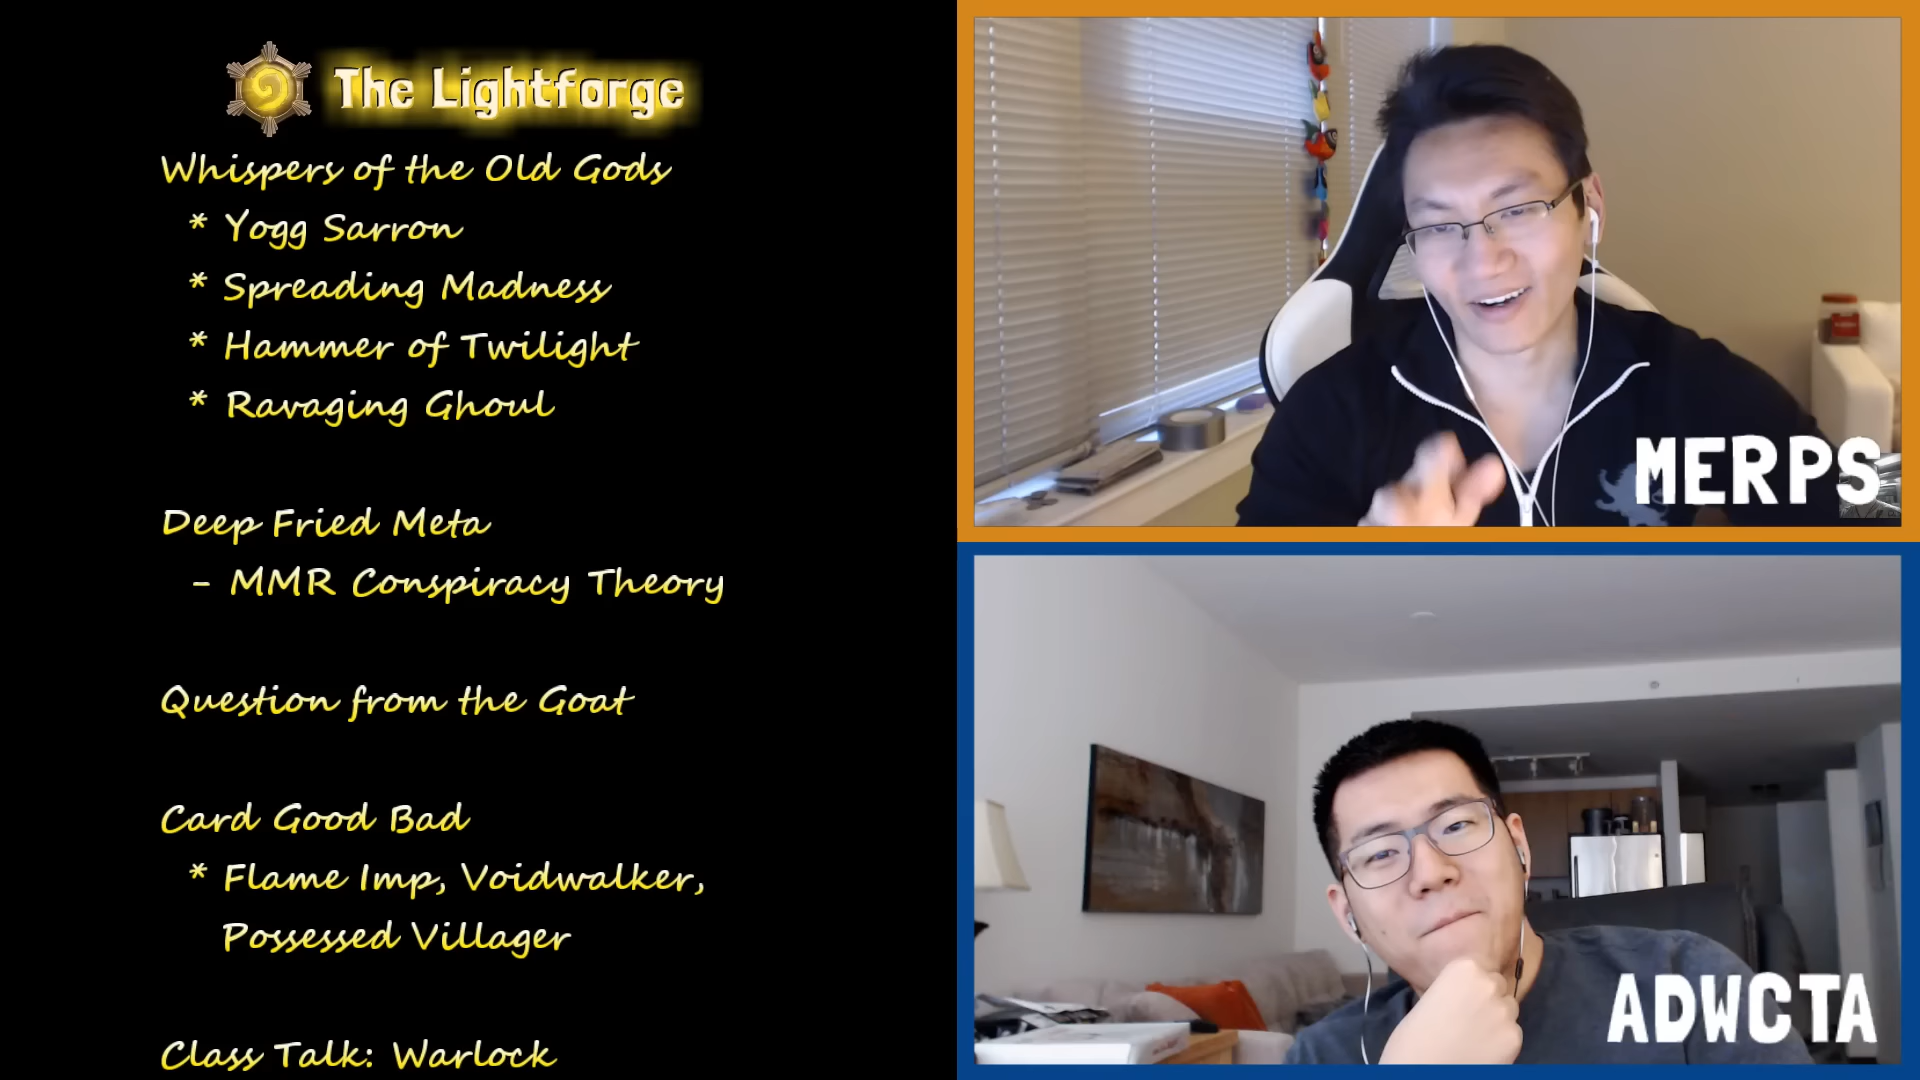 The Lightforge
Whispers of the Old Gods
* Yogg Sarron
* Spreading Madness
* Hammer of Twilight
* Ravaging Ghoul
Deep Fried Meta
- MMR Conspiracy Theory
Question from the Goat
Card Good Bad
* Flame Imp, Voidwalker,
Possessed Villager
Class Talk: Warlock
MERPS
ADWCTA